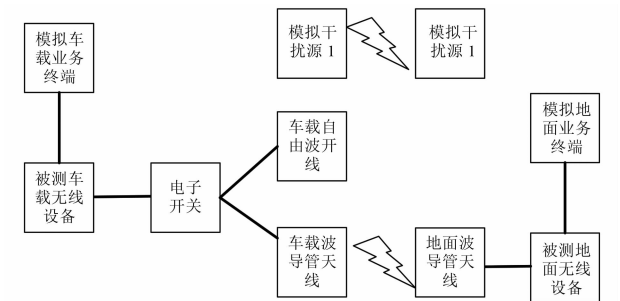 模拟车
载业务
终端
模拟干
扰源 1
模拟干
扰源 1
车载自
由波开
线
模拟地
面业务
终端
被测车
载无线
设备
电子
开关
车载波
导管天
线
地面波
导管天
线
被测地
面无线
设备